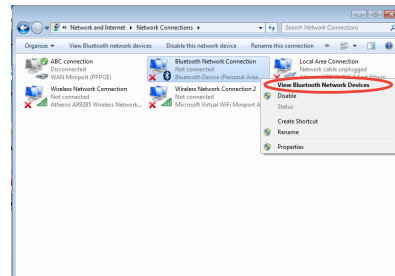 « Network and Internet ▸ Network Connections ▸
Search Network Connections
Organize ▾ View Bluetooth network devices Disable this network device Rename this connection »
ABC connection
Disconnected
WAN Miniport (PPPOE)
Bluetooth Network Connection
Not connected
Bluetooth Device (Personal Area ...
Local Area Connection
Network cable unplugged
Wireless Network Connection
Not connected
Atheros AR9285 Wireless Network...
Wireless Network Connection 2
Not connected
Microsoft Virtual WiFi Miniport A
View Bluetooth Network Devices
Disable
Status
Create Shortcut
Rename
Properties